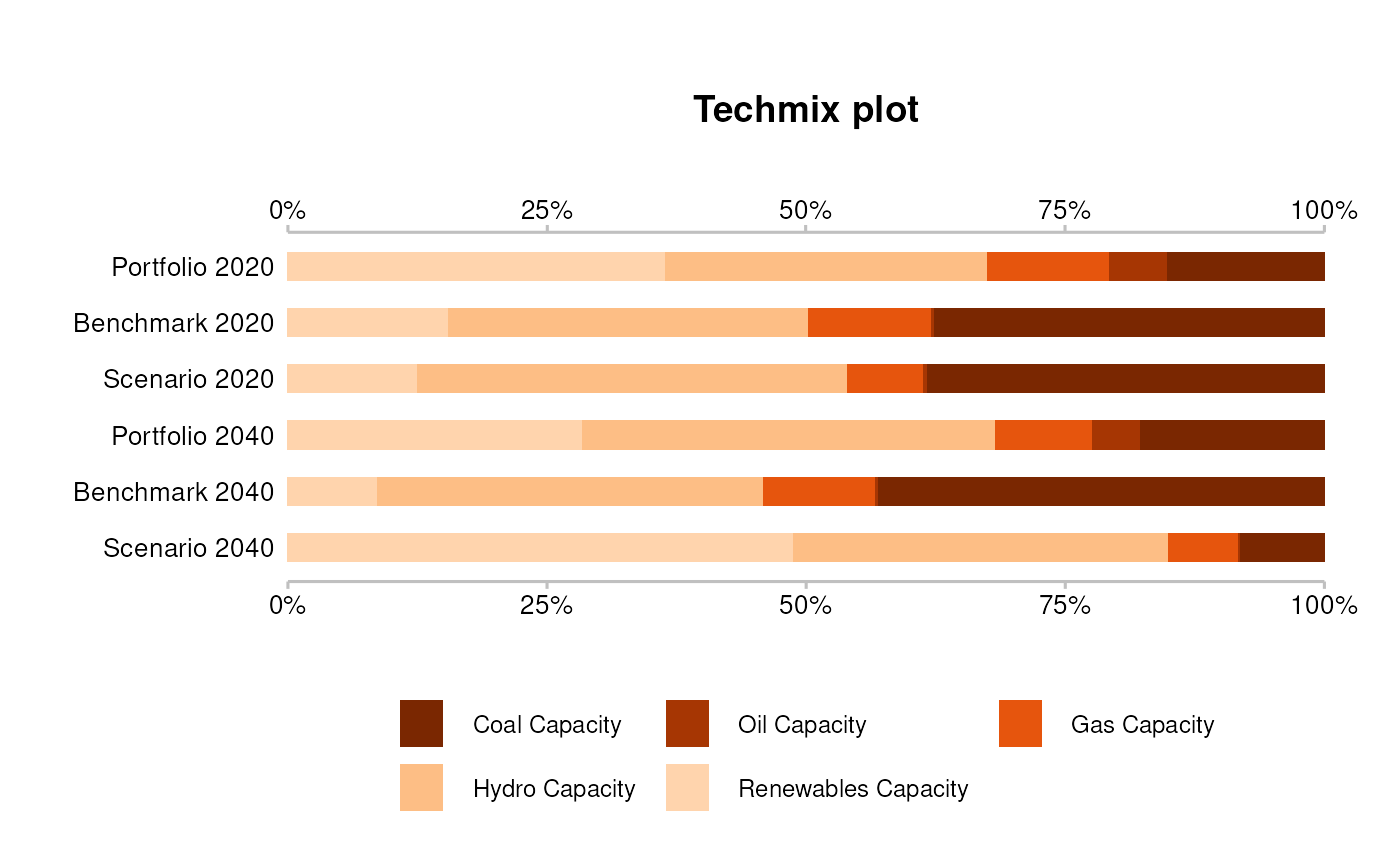 Techmix plot
0% 25% 50% 75% 100%
Portfolio 2020
Benchmark 2020
Scenario 2020
Portfolio 2040
Benchmark 2040
Scenario 2040
0% 25% 50% 75% 100%
Coal Capacity Oil Capacity Gas Capacity
Hydro Capacity Renewables Capacity